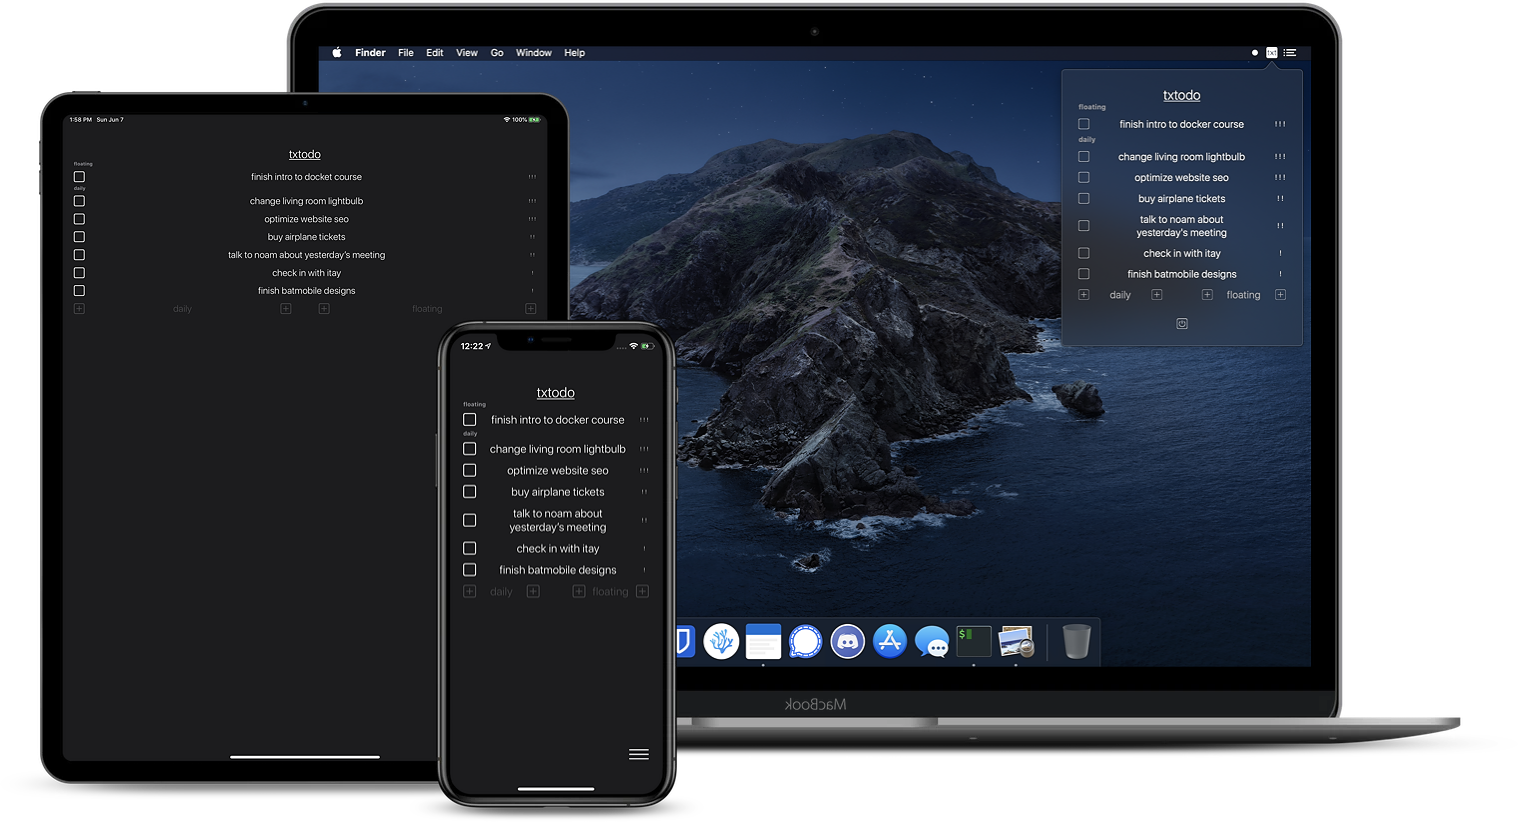 Finder File Edit View Go Window Help
txt
txtodo
floating
finish intro to docker course !!!
daily
change living room lightbulb !!!
optimize website seo !!!
buy airplane tickets !!
talk to noam about
yesterday's meeting !!
check in with itay !
finish batmobile designs !
+ daily + + floating +
$
MacBook
1:58 PM Sun Jun 7 100%
txtodo
floating
finish intro to docket course !!!
daily
change living room lightbulb !!!
optimize website seo !!!
buy airplane tickets !!
talk to noam about yesterday's meeting !!
check in with itay !
finish batmobile designs !
+ daily + + floating +
12:22
txtodo
floating
finish intro to docker course !!!
daily
change living room lightbulb !!!
optimize website seo !!!
buy airplane tickets !!
talk to noam about
yesterday's meeting !!
check in with itay !
finish batmobile designs !
+ daily + + floating +